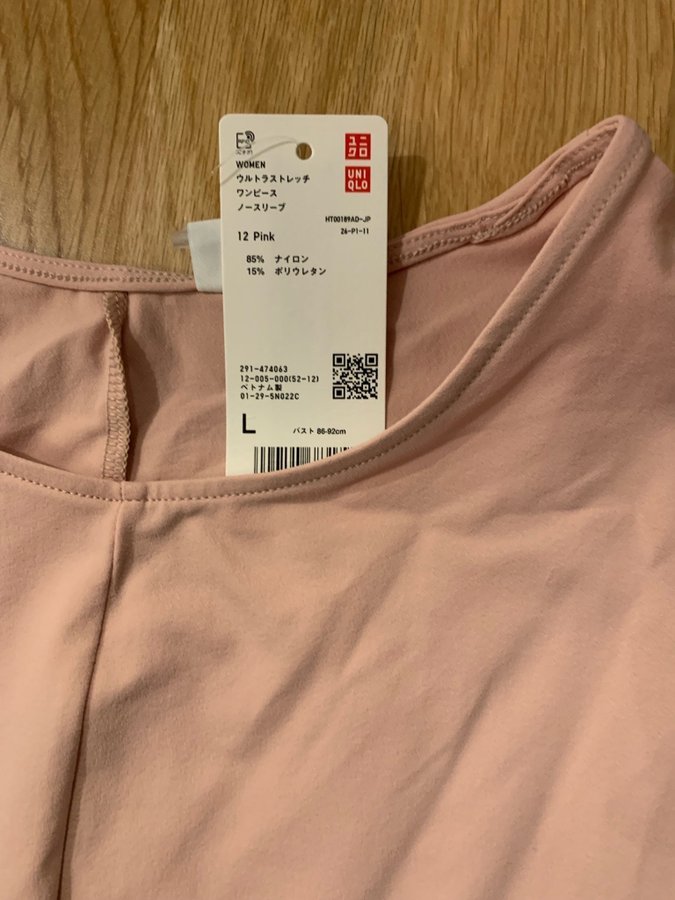 ユニ
クロ
UNI
QLO
WOMEN
ウルトラストレッチ
ワンピース
ノースリーブ
HT00189AD-JP
26-P1-11
12 Pink
85% ナイロン
15% ポリウレタン
291-474063
12-005-000(52-12)
ベトナム製
01-29-5N022C
L バスト 86-92cm